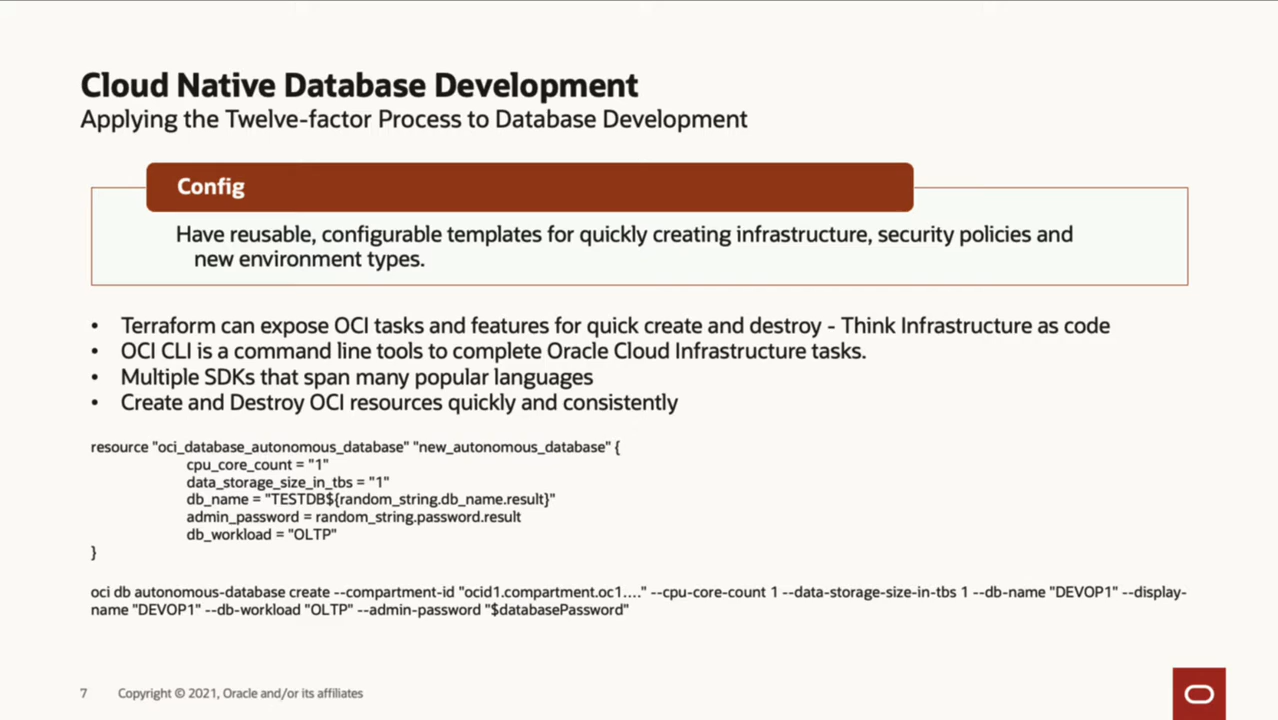 Cloud Native Database Development
Applying the Twelve-factor Process to Database Development
Config
Have reusable, configurable templates for quickly creating infrastructure, security policies and
new environment types.
• Terraform can expose OCI tasks and features for quick create and destroy - Think Infrastructure as code
• OCI CLI is a command line tools to complete Oracle Cloud Infrastructure tasks.
• Multiple SDKs that span many popular languages
• Create and Destroy OCI resources quickly and consistently
resource "oci_database_autonomous_database" "new_autonomous_database" {
cpu_core_count = "1"
data_storage_size_in_tbs = "1"
db_name = "TESTDB${random_string.db_name.result}"
admin_password = random_string.password.result
db_workload = "OLTP"
}
oci db autonomous-database create --compartment-id "ocid1.compartment.oc1...." --cpu-core-count 1 --data-storage-size-in-tbs 1 --db-name "DEVOP1" --display-
name "DEVOP1" --db-workload "OLTP" --admin-password "$databasePassword"
7 Copyright © 2021, Oracle and/or its affiliates